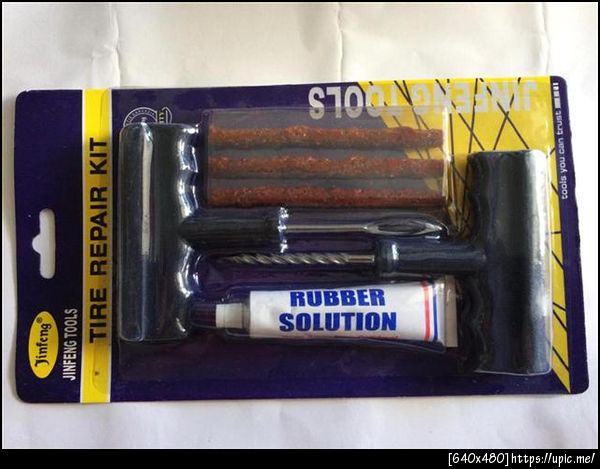 JINFENG TOOLS
tools you can trust
TIRE REPAIR KIT
Jinfeng
JINFENG TOOLS
RUBBER
SOLUTION
[640x480]https://upic.me/